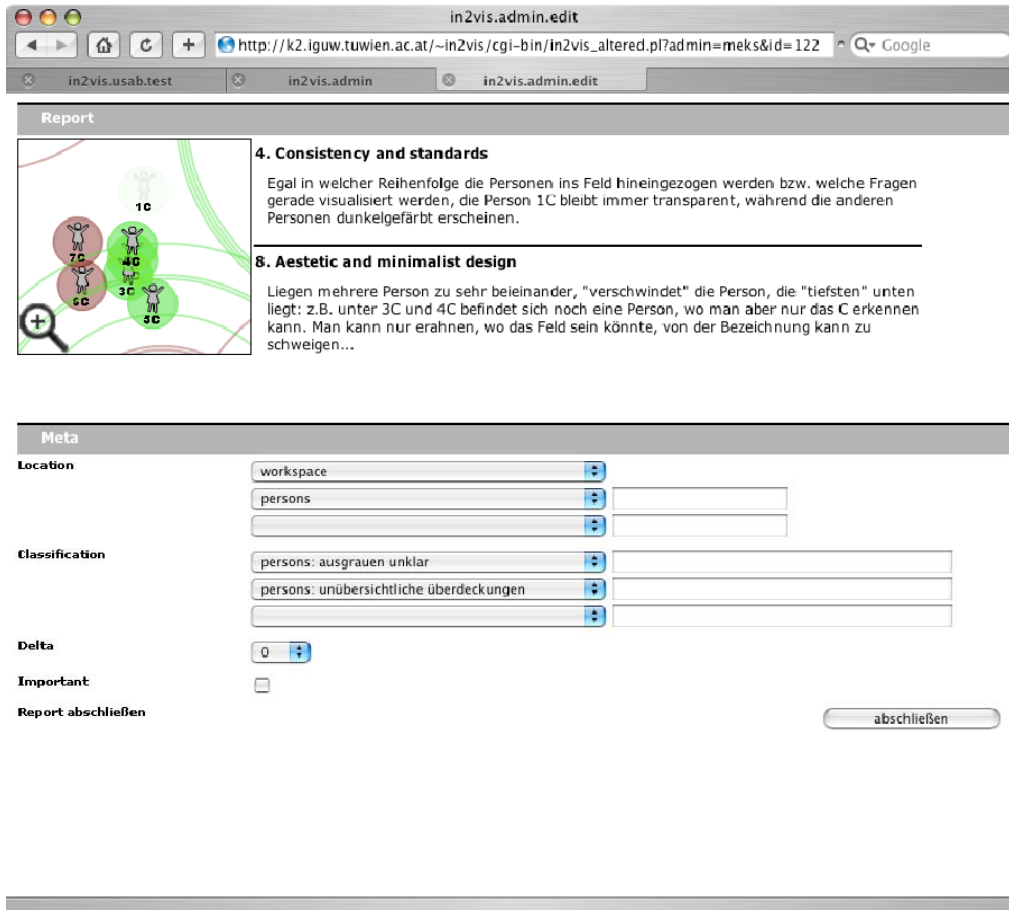 in2vis.admin.edit
http://k2.iguw.tuwien.ac.at/~in2vis/cgi-bin/in2vis_altered.pl?admin=meks&id=122
Google
in2vis.usab.test
in2vis.admin
in2vis.admin.edit
Report
1C
7C
4C
3C
6C
5C
4. Consistency and standards
Egal in welcher Reihenfolge die Personen ins Feld hineingezogen werden bzw. welche Fragen
gerade visualisiert werden, die Person 1C bleibt immer transparent, während die anderen
Personen dunkelgefärbt erscheinen.
8. Aestetic and minimalist design
Liegen mehrere Person zu sehr beieinander, "verschwindet" die Person, die "tiefsten" unten
liegt: z.B. unter 3C und 4C befindet sich noch eine Person, wo man aber nur das C erkennen
kann. Man kann nur erahnen, wo das Feld sein könnte, von der Bezeichnung kann zu
schweigen...
Meta
Location
workspace
persons
Classification
persons: ausgrauen unklar
persons: unübersichtliche überdeckungen
Delta
0
Important
Report abschließen
abschließen